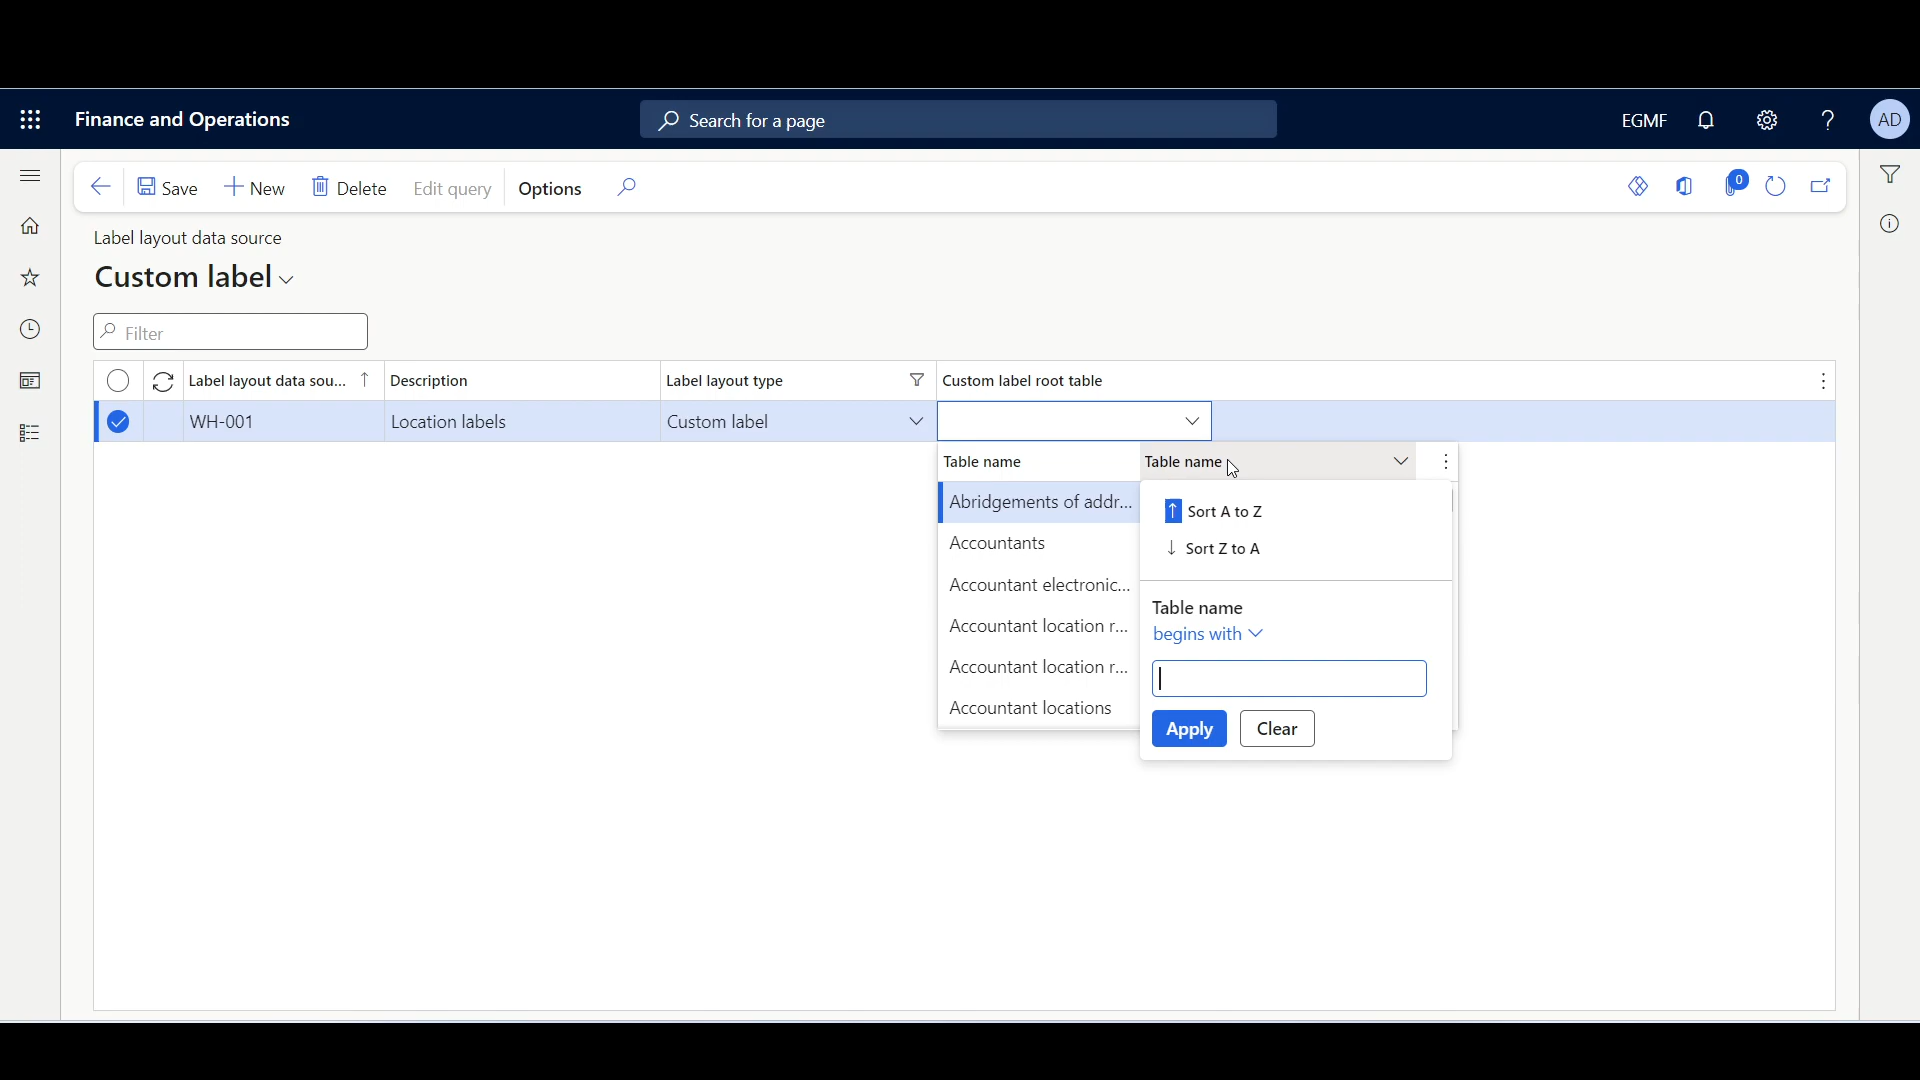 Finance and Operations
Search for a page
EGMF
?
AD
Save
New
Delete
Edit query
Options
0
Label layout data source
Custom label
Filter
Label layout data sou...
Description
Label layout type
Custom label root table
WH-001
Location labels
Custom label
Table name
Table name
Abridgements of addr...
Accountants
Accountant electronic...
Accountant location r...
Accountant location r...
Accountant locations
Sort A to Z
Sort Z to A
Table name
begins with
Apply
Clear